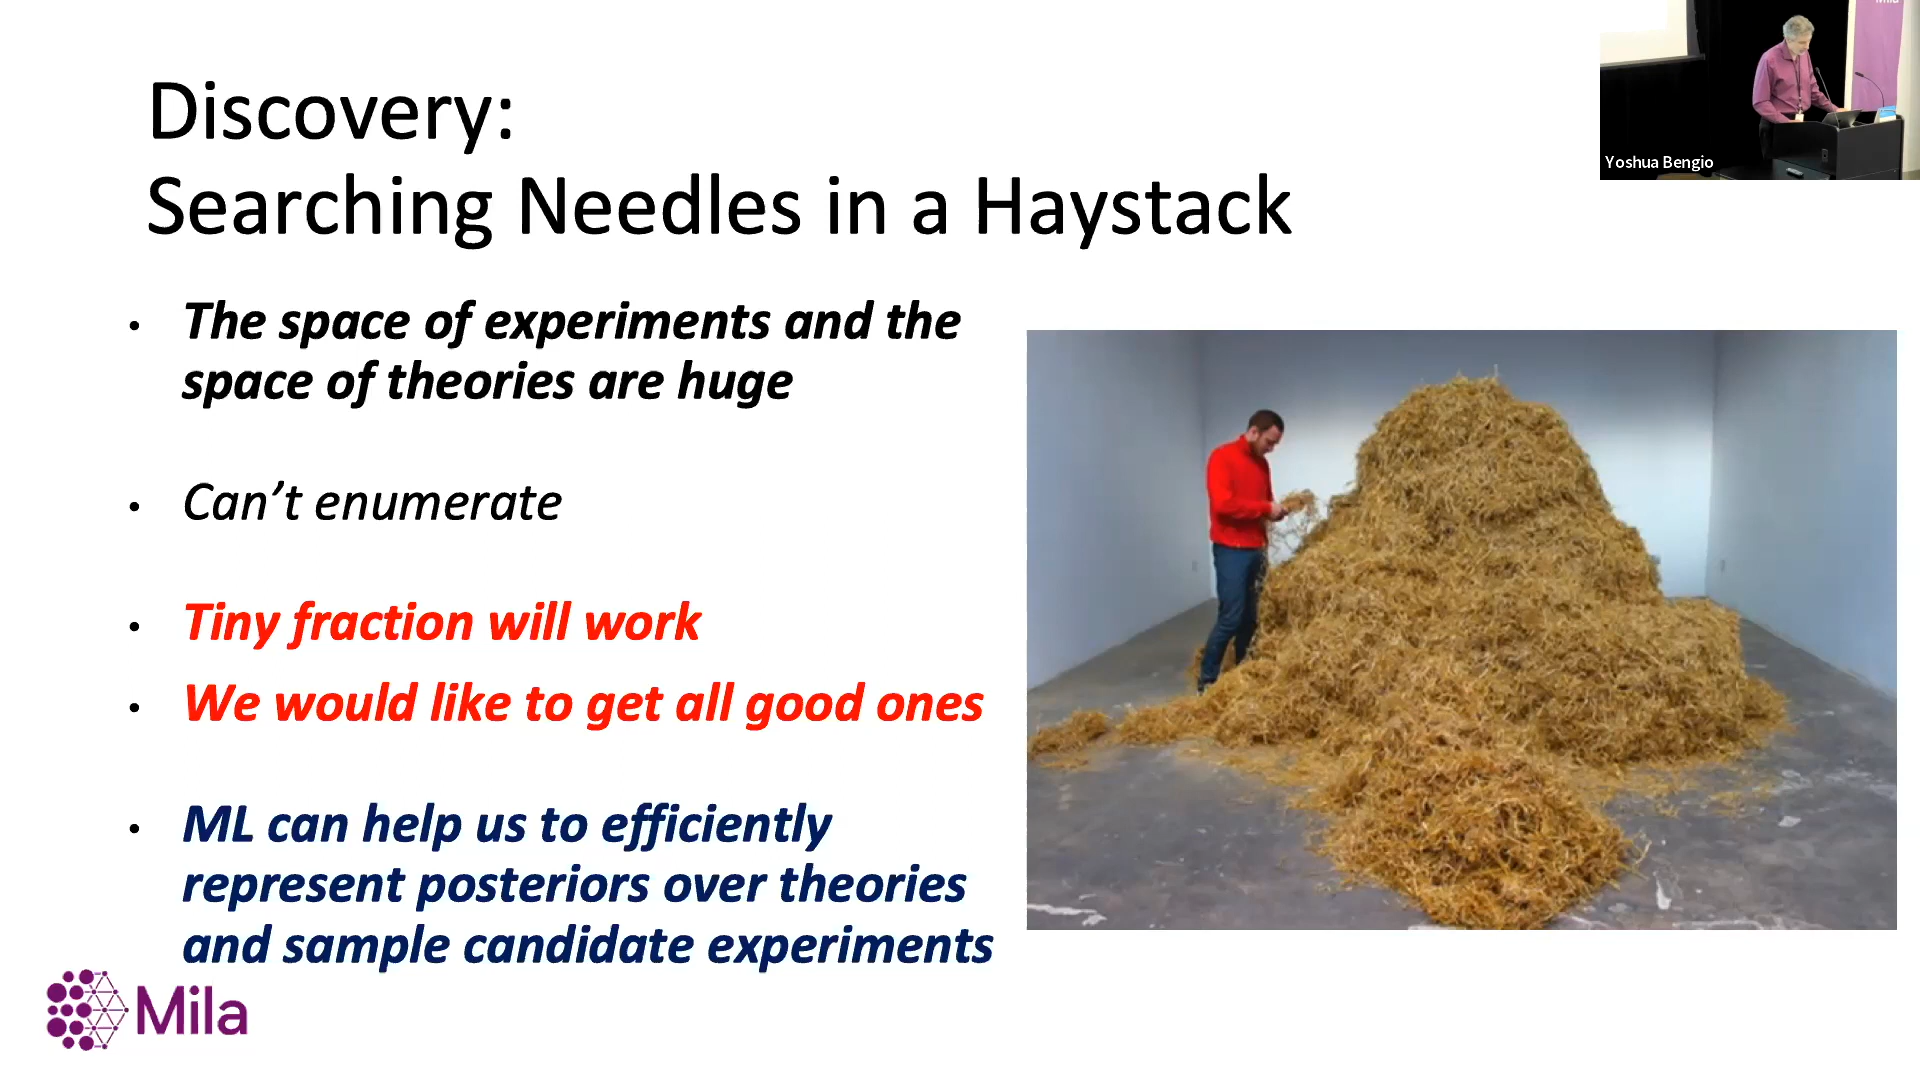 Discovery:
Searching Needles in a Haystack
Yoshua Bengio
• The space of experiments and the
space of theories are huge
• Can’t enumerate
• Tiny fraction will work
• We would like to get all good ones
• ML can help us to efficiently
represent posteriors over theories
and sample candidate experiments
Mila